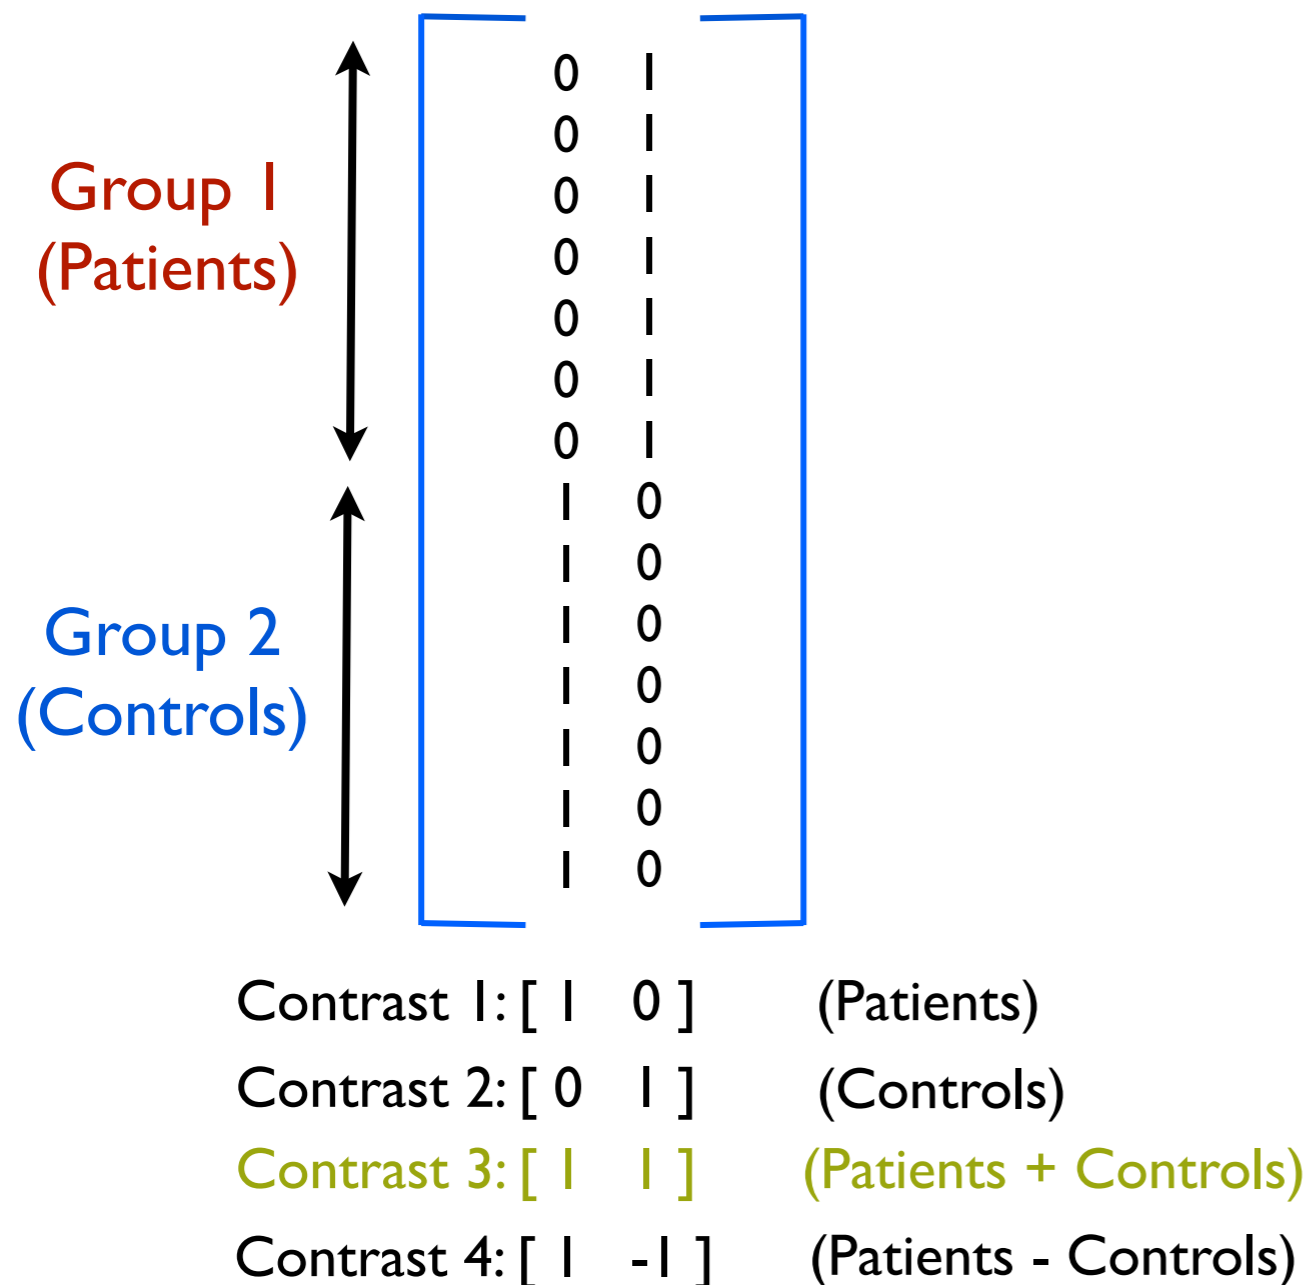 0 1
0 1
0 1
Group 1
(Patients)
0 1
0 1
0 1
0 1
1 0
1 0
1 0
Group 2
(Controls)
1 0
1 0
1 0
1 0
Contrast 1: [ 1 0 ] (Patients)
Contrast 2: [ 0 1 ] (Controls)
Contrast 3: [ 1 1 ] (Patients + Controls)
Contrast 4: [ 1 -1 ] (Patients - Controls)